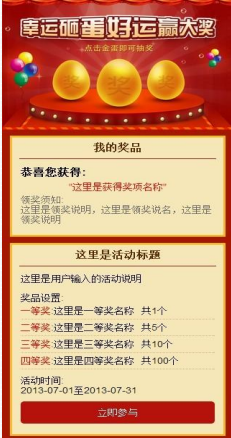 幸运砸蛋好运赢大奖
点击金蛋即可抽奖
奖 奖 奖
我的奖品
恭喜您获得:
"这里是获得奖项名称"
领奖须知:
这里是领奖说明，这里是领奖说名，这里是
领奖说明
这里是活动标题
这里是用户输入的活动说明
奖品设置:
一等奖:这里是一等奖名称 共1个
二等奖:这里是二等奖名称 共5个
三等奖:这里是三等奖名称 共10个
四等奖:这里是四等奖名称 共100个
活动时间:
2013-07-01至2013-07-31
立即参与